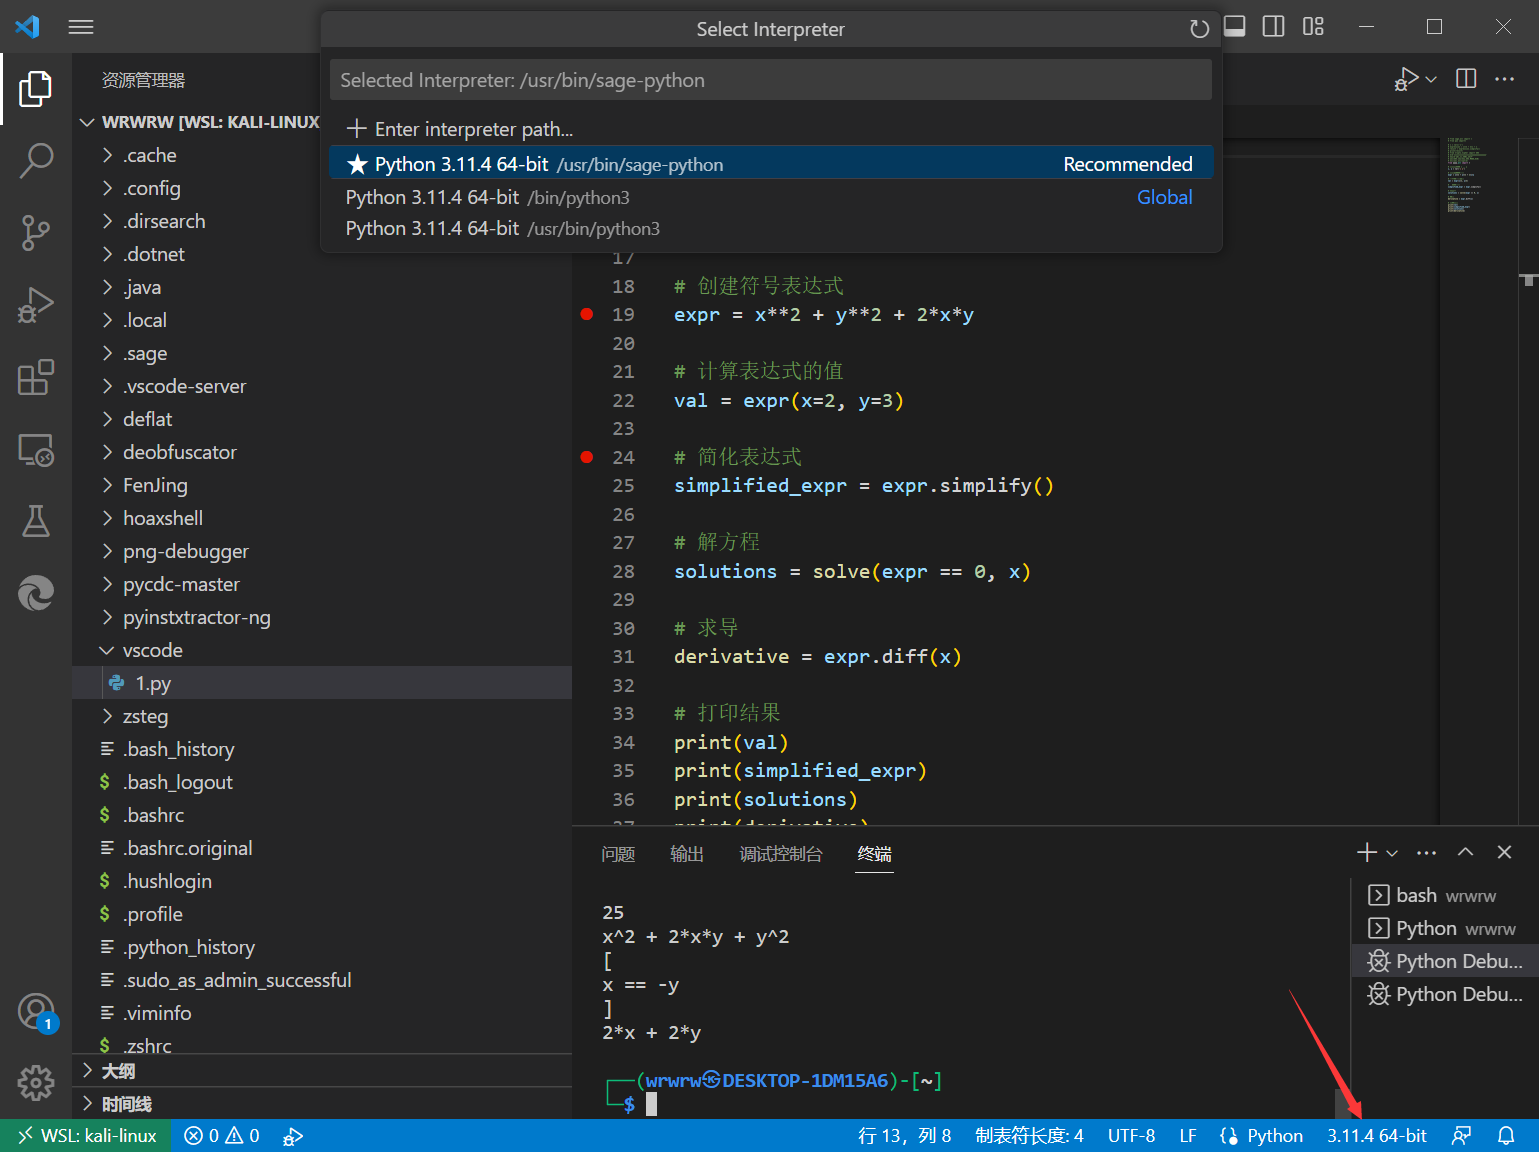 Select Interpreter
Selected Interpreter: /usr/bin/sage-python
Enter interpreter path...
Python 3.11.4 64-bit /usr/bin/sage-python Recommended
Python 3.11.4 64-bit /bin/python3 Global
Python 3.11.4 64-bit /usr/bin/python3
资源管理器
WRWRW [WSL: KALI-LINUX
.cache
.config
.dirsearch
.dotnet
.java
.local
.sage
.vscode-server
deflat
deobfuscator
FenJing
hoaxshell
png-debugger
pycdc-master
pyinstxtractor-ng
vscode
1.py
zsteg
.bash_history
$ .bash_logout
$ .bashrc
.bashrc.original
$ .hushlogin
$ .profile
.python_history
.sudo_as_admin_successful
.viminfo
$ .zshrc
大纲
时间线
1
17
18 # 创建符号表达式
19 expr = x**2 + y**2 + 2*x*y
20
21 # 计算表达式的值
22 val = expr(x=2, y=3)
23
24 # 简化表达式
25 simplified_expr = expr.simplify()
26
27 # 解方程
28 solutions = solve(expr == 0, x)
29
30 # 求导
31 derivative = expr.diff(x)
32
33 # 打印结果
34 print(val)
35 print(simplified_expr)
36 print(solutions)
37 print(derivative)
问题 输出 调试控制台 终端
25
x^2 + 2*x*y + y^2
[
x == -y
]
2*x + 2*y
(wrwrw㉿DESKTOP-1DM15A6)-[~]
$
bash wrwrw
Python wrwrw
Python Debu...
Python Debu...
WSL: kali-linux 0 0 行 13, 列 8 制表符长度: 4 UTF-8 LF Python 3.11.4 64-bit